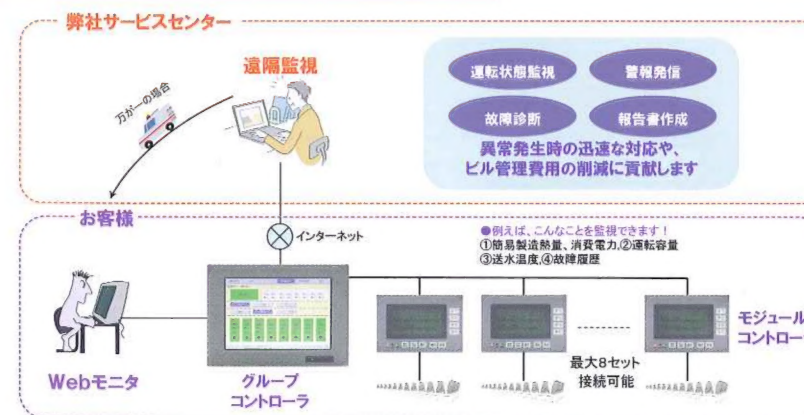 弊社サービスセンター
遠隔監視
万が一の場合
運転状態監視
警報発信
故障診断
報告書作成
異常発生時の迅速な対応や、
ビル管理費用の削減に貢献します
お客様
インターネット
●例えば、こんなことを監視できます！
①簡易製造熱量、消費電力,②運転容量
③送水温度,④故障履歴
Webモニタ
グループ
コントローラ
最大8セット
接続可能
モジュール
コントロー